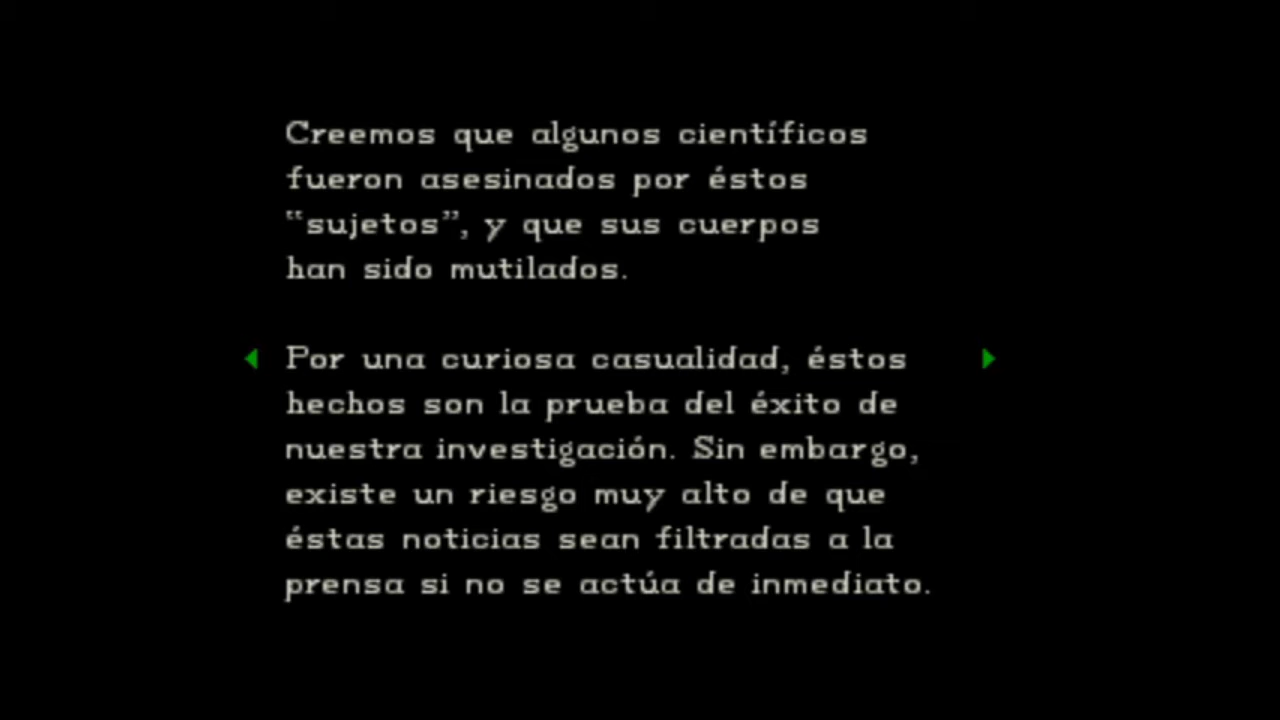 Creemos que algunos científicos
fueron asesinados por éstos
“sujetos”, y que sus cuerpos
han sido mutilados.
Por una curiosa casualidad, éstos
hechos son la prueba del éxito de
nuestra investigación. Sin embargo,
existe un riesgo muy alto de que
éstas noticias sean filtradas a la
prensa si no se actúa de inmediato.